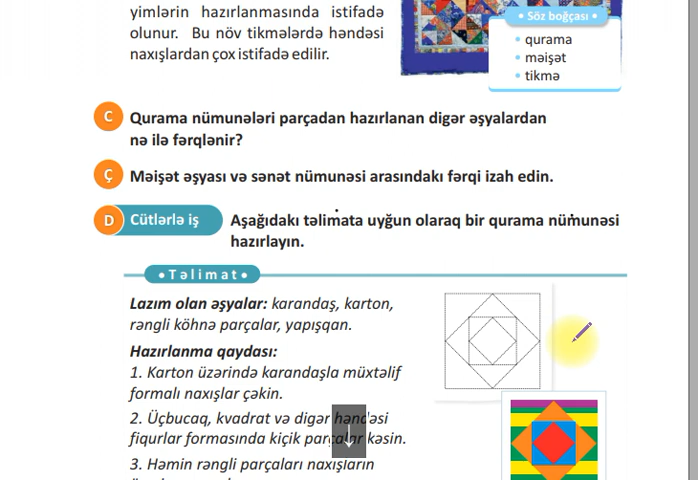 yimlərin hazırlanmasında istifadə
olunur. Bu növ tikmələrdə həndəsi
naxışlardan çox istifadə edilir.
• Söz boğçası •
• qurama
• məişət
• tikmə
C Qurama nümunələri parçadan hazırlanan digər əşyalardan
nə ilə fərqlənir?
Ç Məişət əşyası və sənət nümunəsi arasındakı fərqi izah edin.
D Cütlərlə iş Aşağıdakı təlimata uyğun olaraq bir qurama nümunəsi
hazırlayın.
• Təlimat •
Lazım olan əşyalar: karandaş, karton,
rəngli köhnə parçalar, yapışqan.
Hazırlanma qaydası:
1. Karton üzərində karandaşla müxtəlif
formalı naxışlar çəkin.
2. Üçbucaq, kvadrat və digər həndəsi
fiqurlar formasında kiçik parçalar kəsin.
3. Həmin rəngli parçaları naxışların